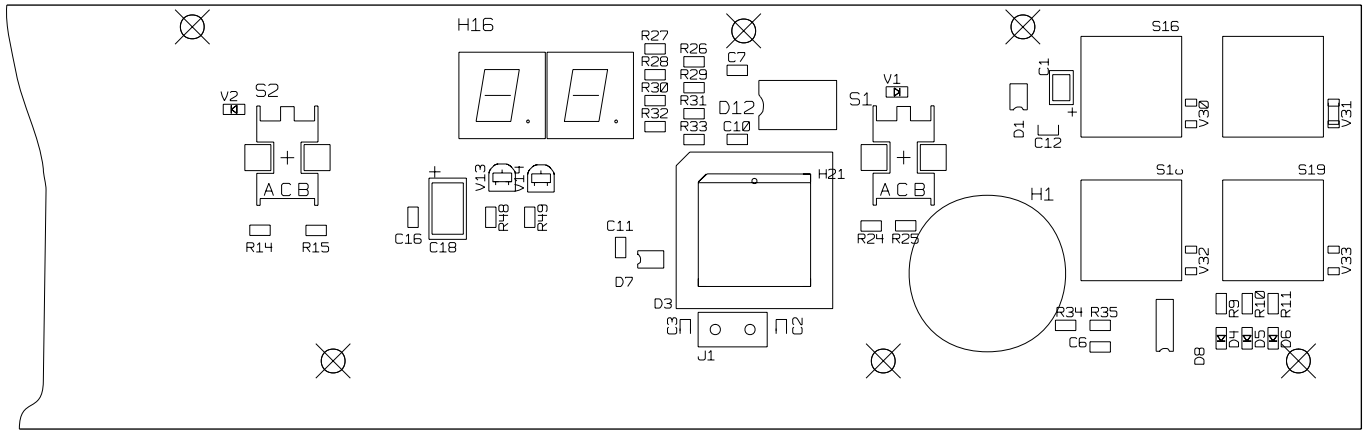 H16
R27
R26
C7
S16
R28
R29
C1
V2
S2
R30
R31
D12
V1
S1
R32
R33
C10
D1
C12
V30
V31
V13
V14
H21
S19
A C B
A C B
H1
R48
R49
C16
C18
R14
R15
C11
D7
R24
R25
V32
V33
D3
C3
C2
J1
R34
R35
C6
R9
R10
R11
D8
D4
D5
D6